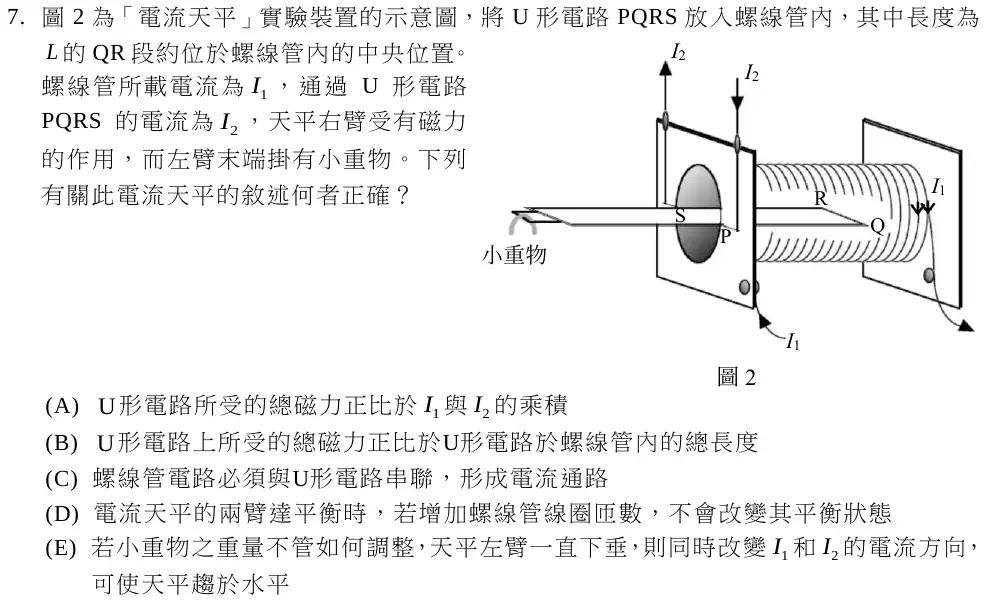 7. 圖 2 為「電流天平」實驗裝置的示意圖，將 U 形電路 PQRS 放入螺線管內，其中長度為
L的 QR 段約位於螺線管內的中央位置。
螺線管所載電流為 I₁，通過 U 形電路
PQRS 的電流為 I₂，天平右臂受有磁力
的作用，而左臂末端掛有小重物。下列
有關此電流天平的敘述何者正確？
I₂
I₂
R
I₁
S
Q
P
小重物
I₁
圖 2
(A) U形電路所受的總磁力正比於 I₁與 I₂的乘積
(B) U形電路上所受的總磁力正比於U形電路於螺線管內的總長度
(C) 螺線管電路必須與U形電路串聯，形成電流通路
(D) 電流天平的兩臂達平衡時，若增加螺線管線圈匝數，不會改變其平衡狀態
(E) 若小重物之重量不管如何調整，天平左臂一直下垂，則同時改變 I₁和 I₂的電流方向，
可使天平趨於水平